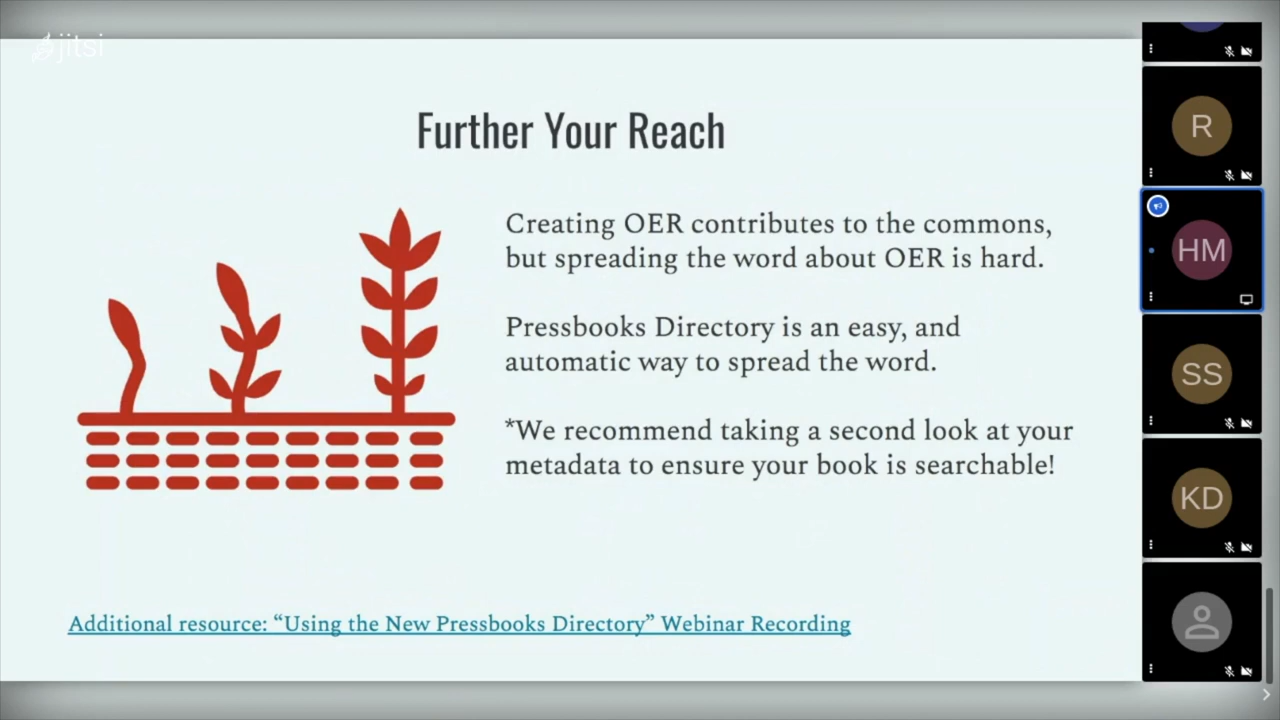 jitsi
Further Your Reach
Creating OER contributes to the commons,
but spreading the word about OER is hard.
Pressbooks Directory is an easy, and
automatic way to spread the word.
*We recommend taking a second look at your
metadata to ensure your book is searchable!
Additional resource: “Using the New Pressbooks Directory” Webinar Recording
R
HM
SS
KD